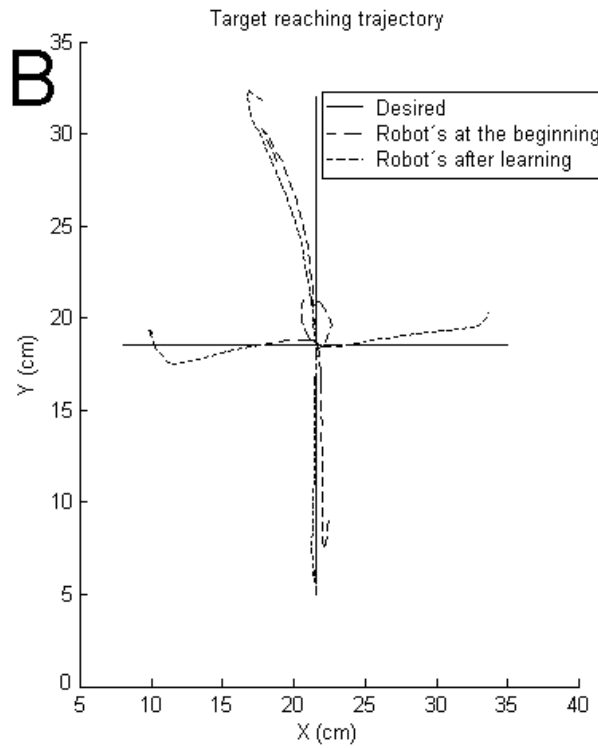 Target reaching trajectory
B
Desired
Robot´s at the beginning
Robot´s after learning
Y (cm)
35
30
25
20
15
10
5
0
5 10 15 20 25 30 35 40
X (cm)